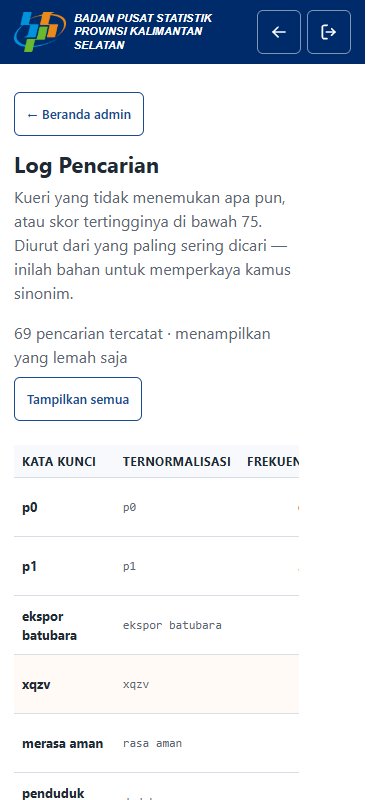 BADAN PUSAT STATISTIK
PROVINSI KALIMANTAN
SELATAN
← Beranda admin
Log Pencarian
Kueri yang tidak menemukan apa pun,
atau skor tertingginya di bawah 75.
Diurut dari yang paling sering dicari —
inilah bahan untuk memperkaya kamus
sinonim.
69 pencarian tercatat · menampilkan
yang lemah saja
Tampilkan semua
KATA KUNCI TERNORMALISASI FREKUEN
p0 p0
p1 p1
ekspor
batubara ekspor batubara
xqzv xqzv
merasa aman rasa aman
penduduk